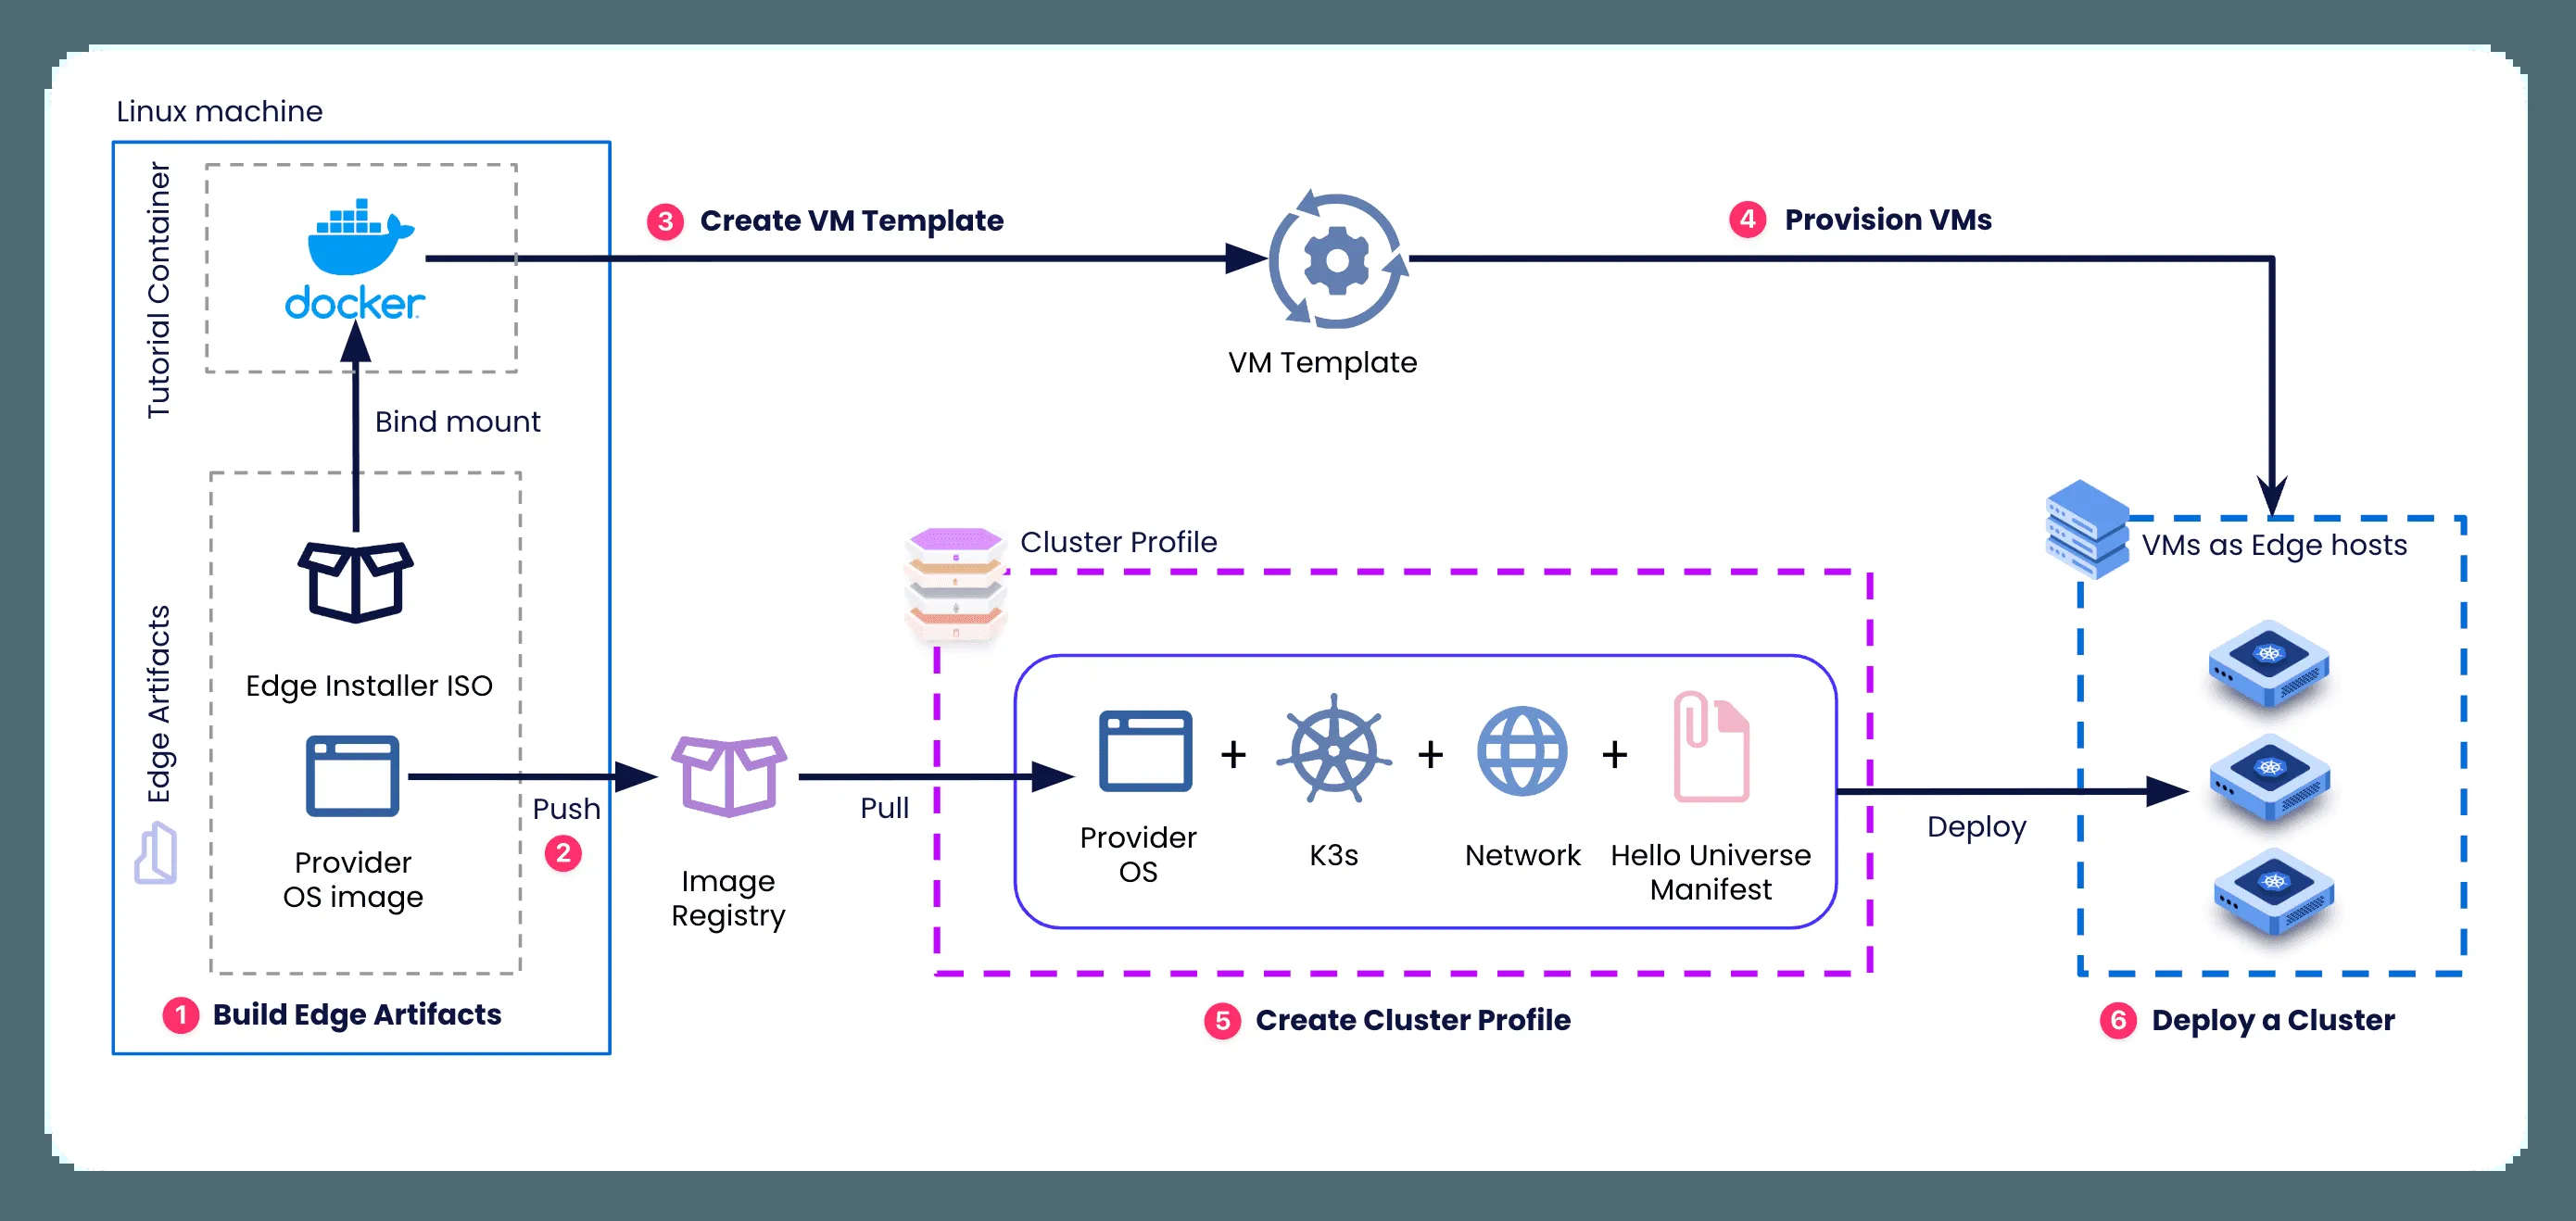 Linux machine
Tutorial Container
docker
Bind mount
3 Create VM Template
VM Template
4 Provision VMs
Edge Artifacts
Edge Installer ISO
Provider
OS image
1 Build Edge Artifacts
Push
2
Image
Registry
Pull
Cluster Profile
Provider
OS
+
K3s
+
Network
+
Hello Universe
Manifest
5 Create Cluster Profile
Deploy
VMs as Edge hosts
6 Deploy a Cluster